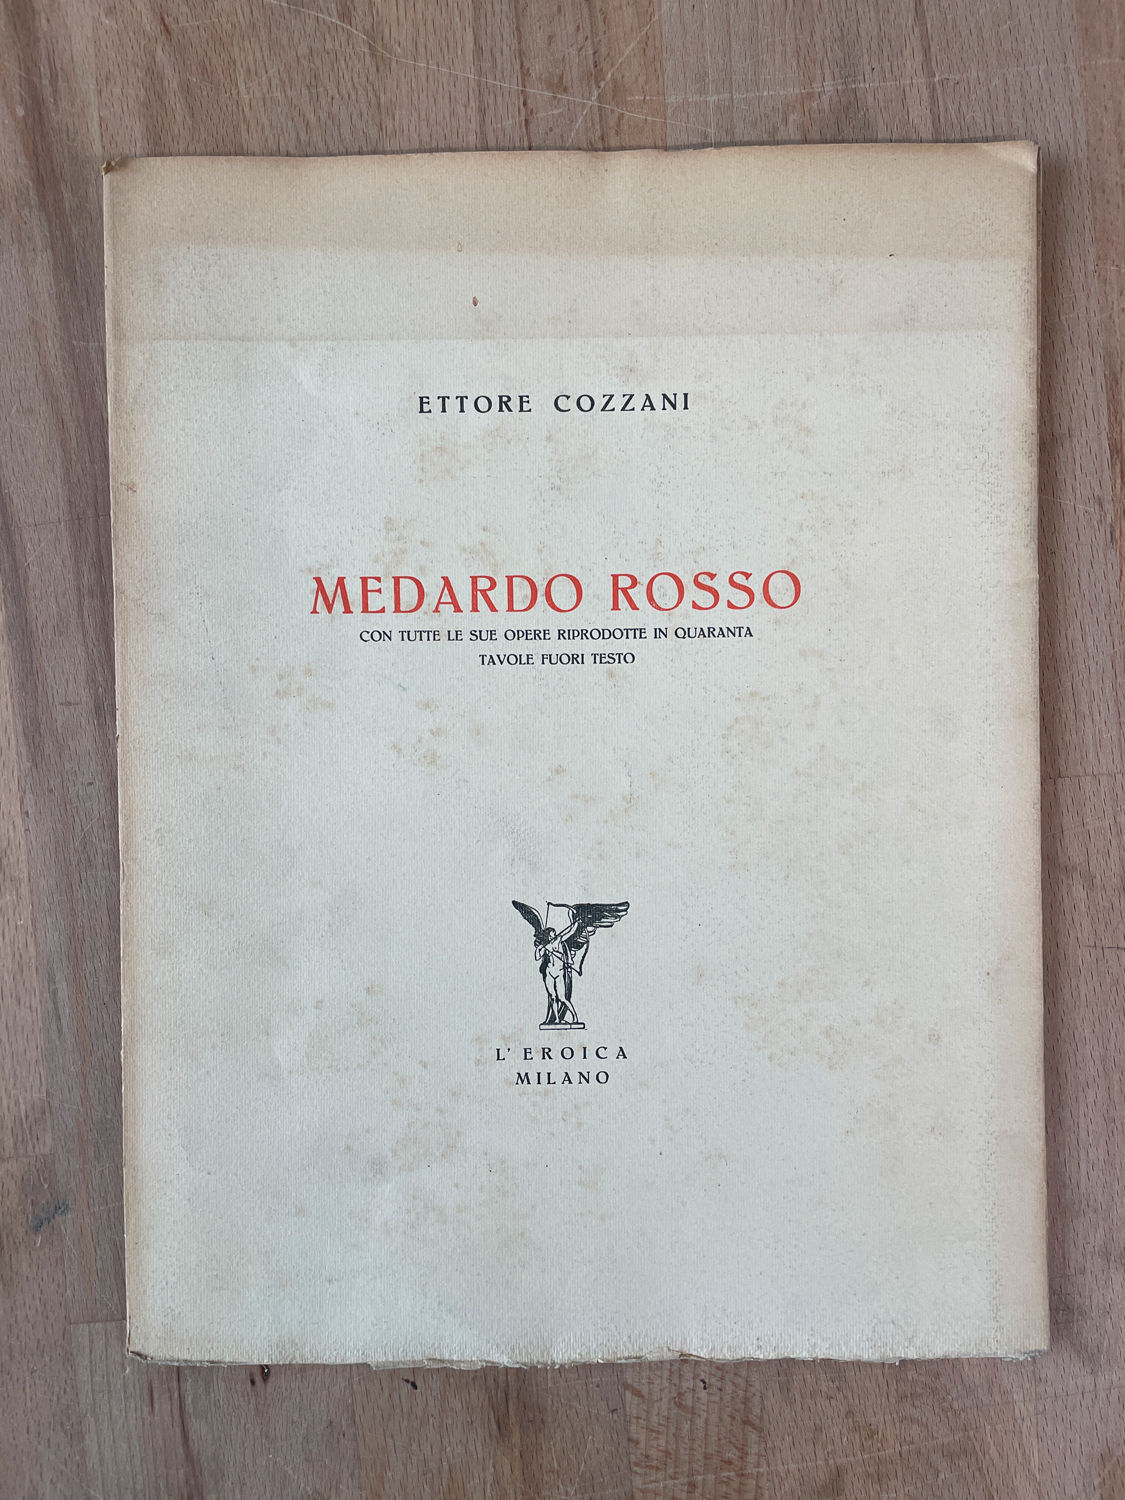 ETTORE COZZANI
MEDARDO ROSSO
CON TUTTE LE SUE OPERE RIPRODOTTE IN QUARANTA
TAVOLE FUORI TESTO
L' EROICA
MILANO